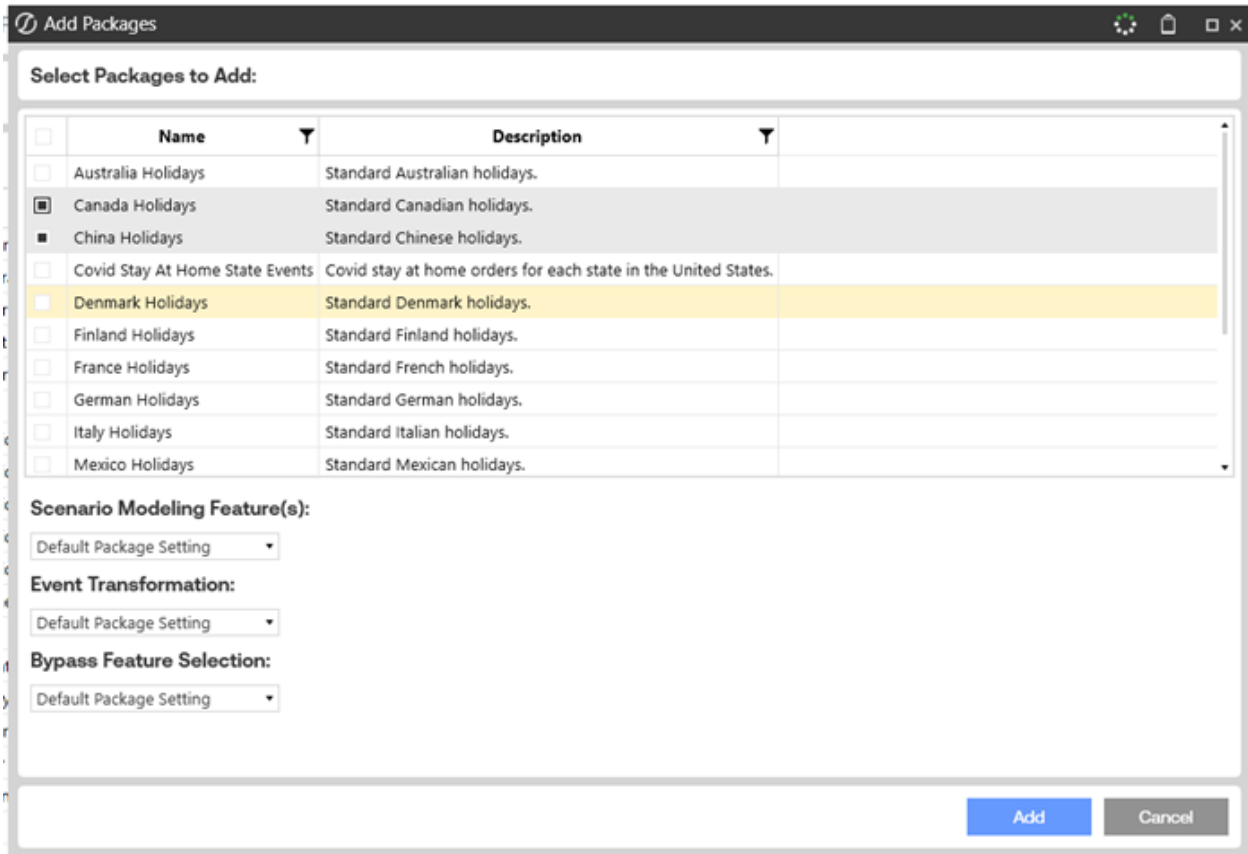 Add Packages
Select Packages to Add:
Name Description
Australia Holidays Standard Australian holidays.
Canada Holidays Standard Canadian holidays.
China Holidays Standard Chinese holidays.
Covid Stay At Home State Events Covid stay at home orders for each state in the United States.
Denmark Holidays Standard Denmark holidays.
Finland Holidays Standard Finland holidays.
France Holidays Standard French holidays.
German Holidays Standard German holidays.
Italy Holidays Standard Italian holidays.
Mexico Holidays Standard Mexican holidays.
Scenario Modeling Feature(s):
Default Package Setting
Event Transformation:
Default Package Setting
Bypass Feature Selection:
Default Package Setting
Add Cancel